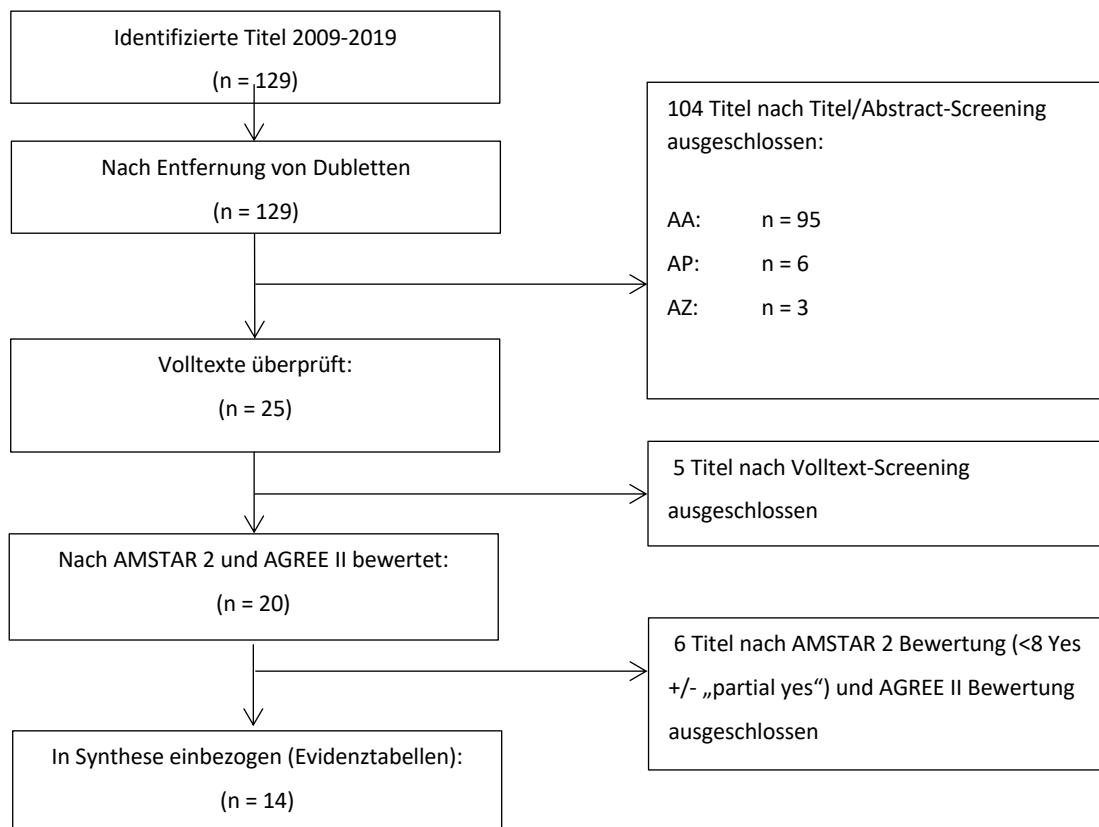 Identifizierte Titel 2009-2019
(n = 129)
Nach Entfernung von Dubletten
(n = 129)
104 Titel nach Titel/Abstract-Screening
ausgeschlossen:
AA: n = 95
AP: n = 6
AZ: n = 3
Volltexte überprüft:
(n = 25)
5 Titel nach Volltext-Screening
ausgeschlossen
Nach AMSTAR 2 und AGREE II bewertet:
(n = 20)
6 Titel nach AMSTAR 2 Bewertung (<8 Yes
+/- „partial yes“) und AGREE II Bewertung
ausgeschlossen
In Synthese einbezogen (Evidenztabellen):
(n = 14)